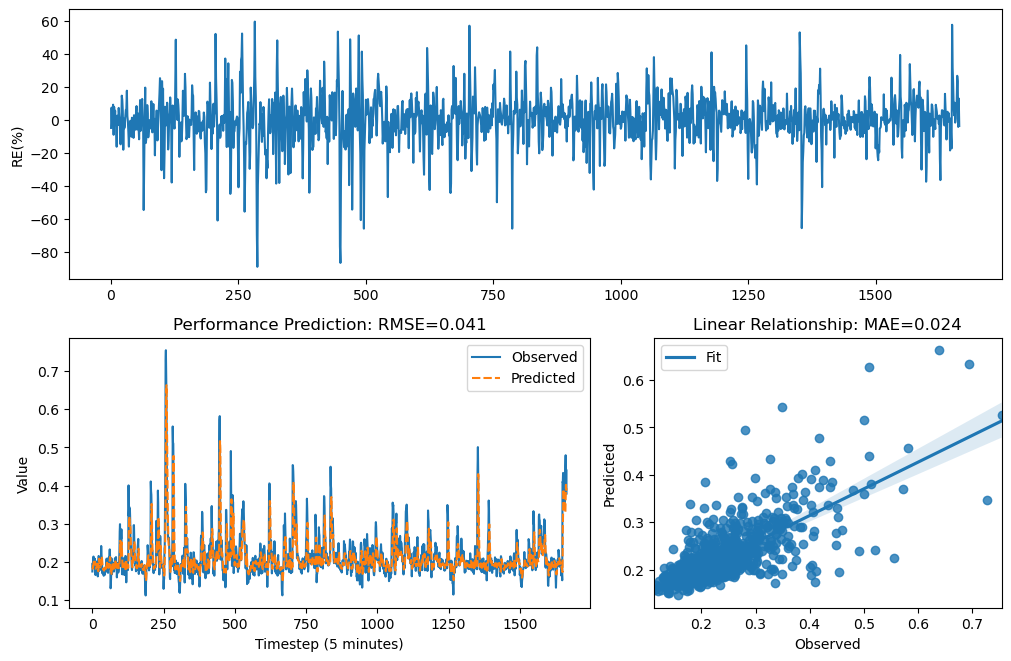 60
40
20
0
−20
−40
−60
−80
RE(%)
0 250 500 750 1000 1250 1500
Performance Prediction: RMSE=0.041
Observed
Predicted
0.7
0.6
0.5
0.4
0.3
0.2
0.1
Value
0 250 500 750 1000 1250 1500
Timestep (5 minutes)
Linear Relationship: MAE=0.024
Fit
0.6
0.5
0.4
0.3
0.2
Predicted
0.2 0.3 0.4 0.5 0.6 0.7
Observed